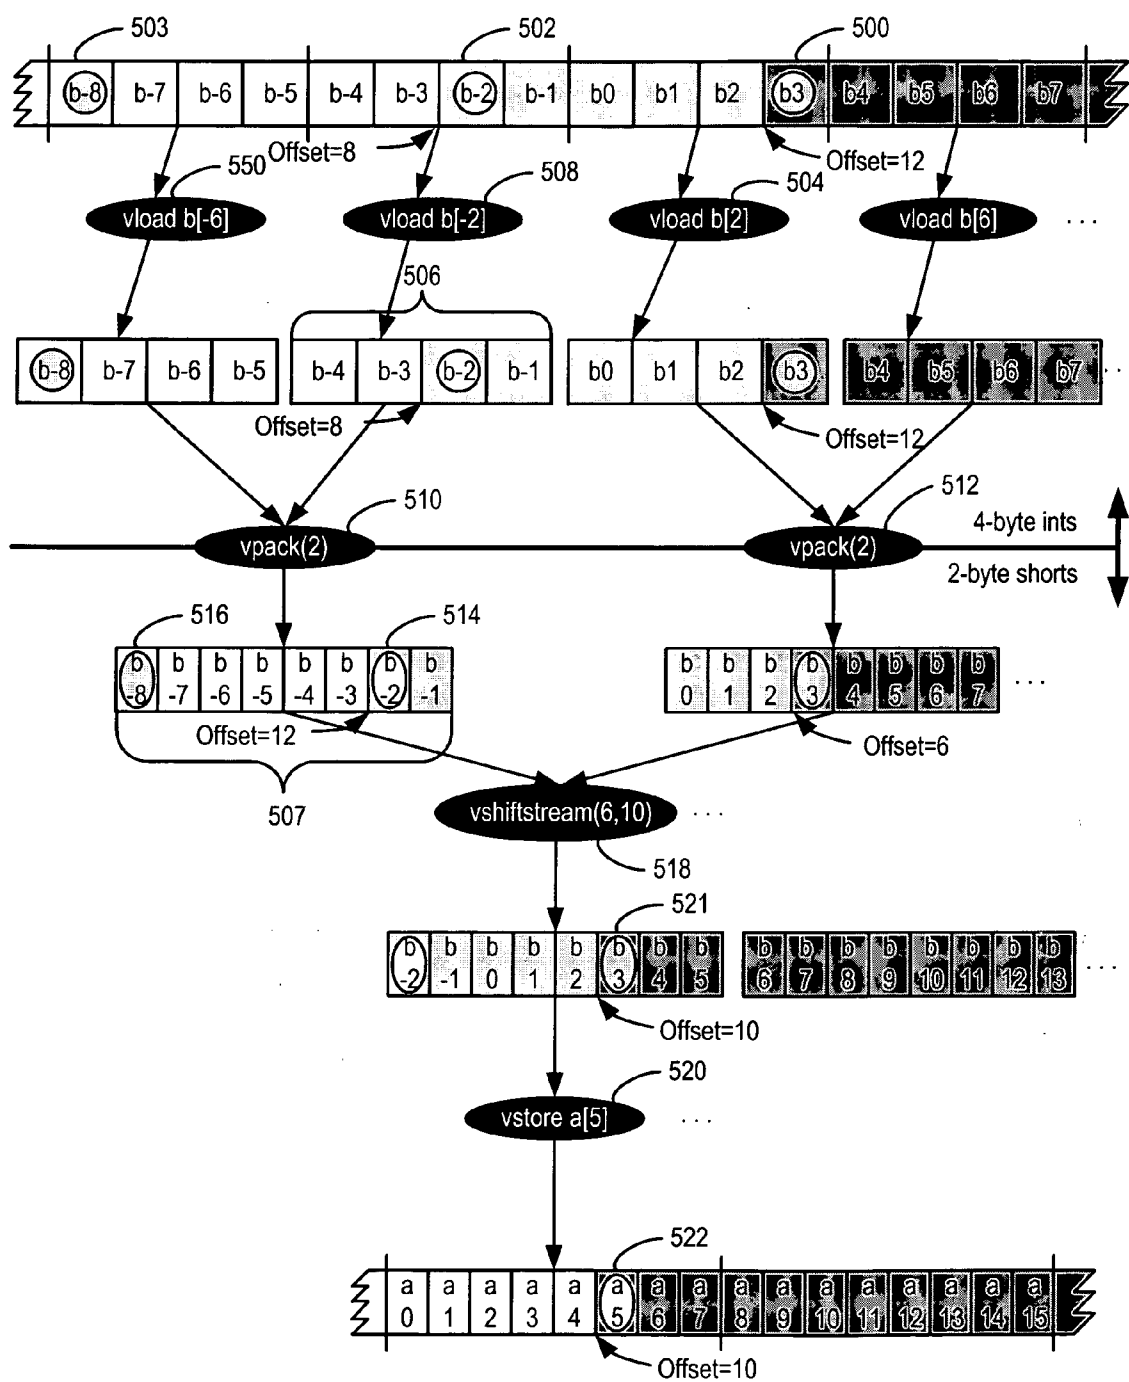 503 502 500
b-8 b-7 b-6 b-5 b-4 b-3 b-2 b-1 b0 b1 b2 b3 b4 b5 b6 b7
Offset=8 Offset=12
550 508 504
vload b[-6] vload b[-2] vload b[2] vload b[6] ...
506
b-8 b-7 b-6 b-5 b-4 b-3 b-2 b-1 b0 b1 b2 b3 b4 b5 b6 b7 ...
Offset=8 Offset=12
510 512
4-byte ints
vpack(2) vpack(2)
2-byte shorts
516 514
b b b b b b b b b b b b b b b b
-8 -7 -6 -5 -4 -3 -2 -1 0 1 2 3 4 5 6 7 ...
Offset=12 Offset=6
507
vshiftstream(6,10) ...
518
521
b b b b b b b b b b b b b b b b
-2 -1 0 1 2 3 4 5 6 7 8 9 10 11 12 13 ...
Offset=10
520
vstore a[5] ...
522
a a a a a a a a a a a a a a a a
0 1 2 3 4 5 6 7 8 9 10 11 12 13 14 15
Offset=10